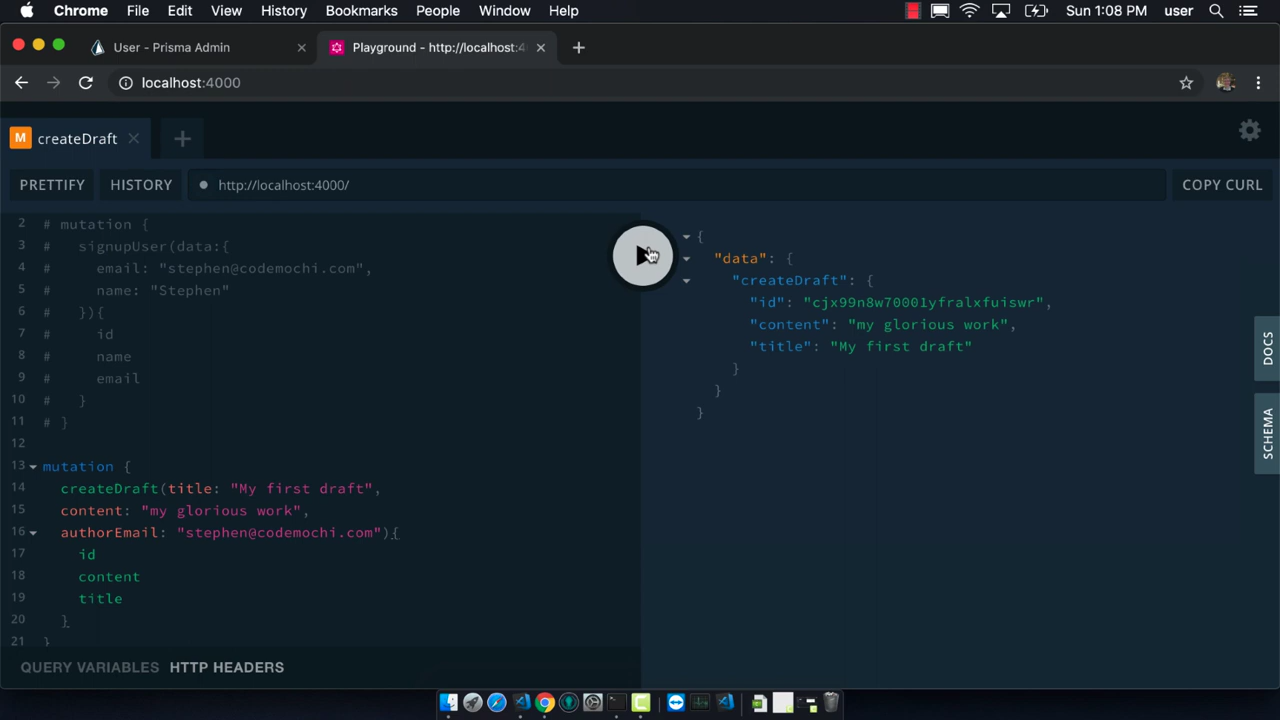 Chrome File Edit View History Bookmarks People Window Help Sun 1:08 PM user
User - Prisma Admin Playground - http://localhost:4
localhost:4000
M createDraft
PRETTIFY HISTORY http://localhost:4000/ COPY CURL
2 # mutation {
3 # signupUser(data:{
4 # email: "stephen@codemochi.com",
5 # name: "Stephen"
6 # }){
7 # id
8 # name
9 # email
10 # }
11 # }
12
13 mutation {
14 createDraft(title: "My first draft",
15 content: "my glorious work",
16 authorEmail: "stephen@codemochi.com"){
17 id
18 content
19 title
20 }
21 }
{
"data": {
"createDraft": {
"id": "cjx99n8w70001yfralxfuiswr",
"content": "my glorious work",
"title": "My first draft"
}
}
}
DOCS
SCHEMA
QUERY VARIABLES HTTP HEADERS